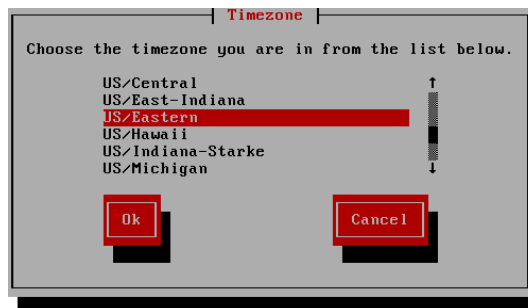 Timezone
Choose the timezone you are in from the list below.
US/Central
US/East-Indiana
US/Eastern
US/Hawaii
US/Indiana-Starke
US/Michigan
Ok Cancel